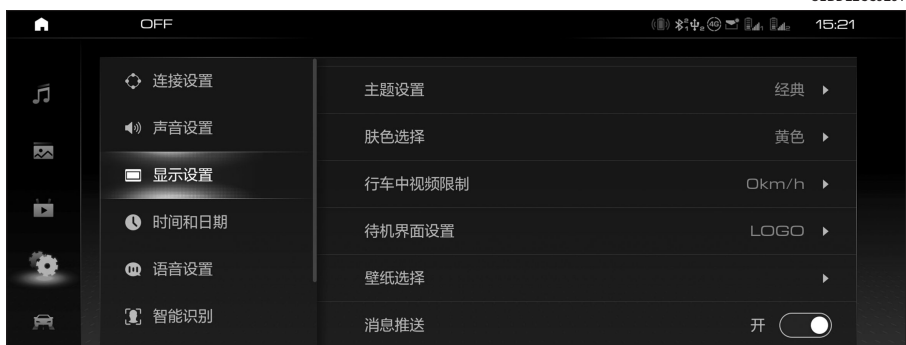 OFF
4G
15:21
连接设置
声音设置
显示设置
时间和日期
语音设置
智能识别
主题设置 经典
肤色选择 黄色
行车中视频限制 0km/h
待机界面设置 LOGO
壁纸选择
消息推送 开